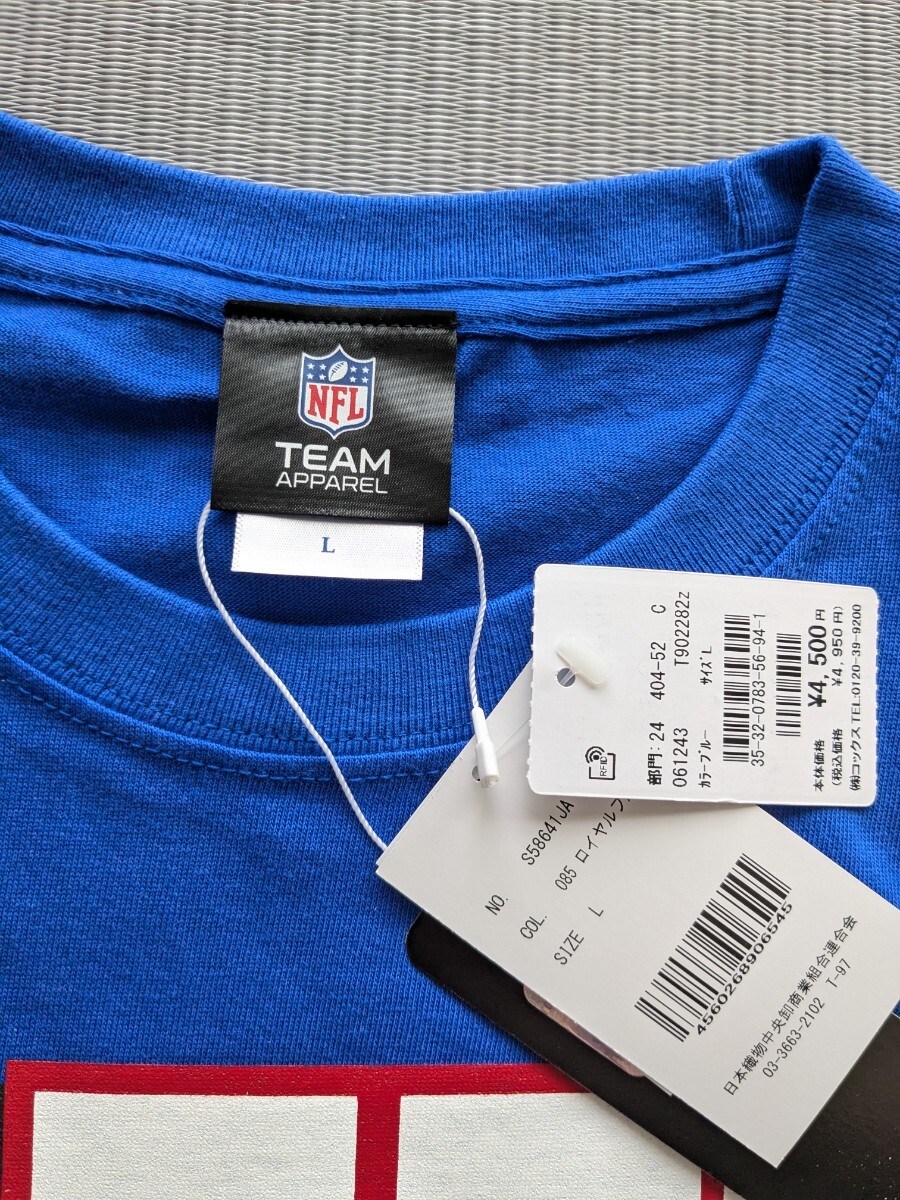 NFL
TEAM
APPAREL
L
RFID
部門:24 404-52 C
061243 T902282Z
カラーブルー サイズL
35-32-0783-56-94-1
本体価格 ¥4,500円
(税込価格 ¥4,950円)
㈱コックス TEL:0120-39-9200
NO. S58641JA
COL. 085 ロイヤルブ
SIZE L
4560268906545
日本織物中央卸商業組合連合会
03-3663-2102 T-97